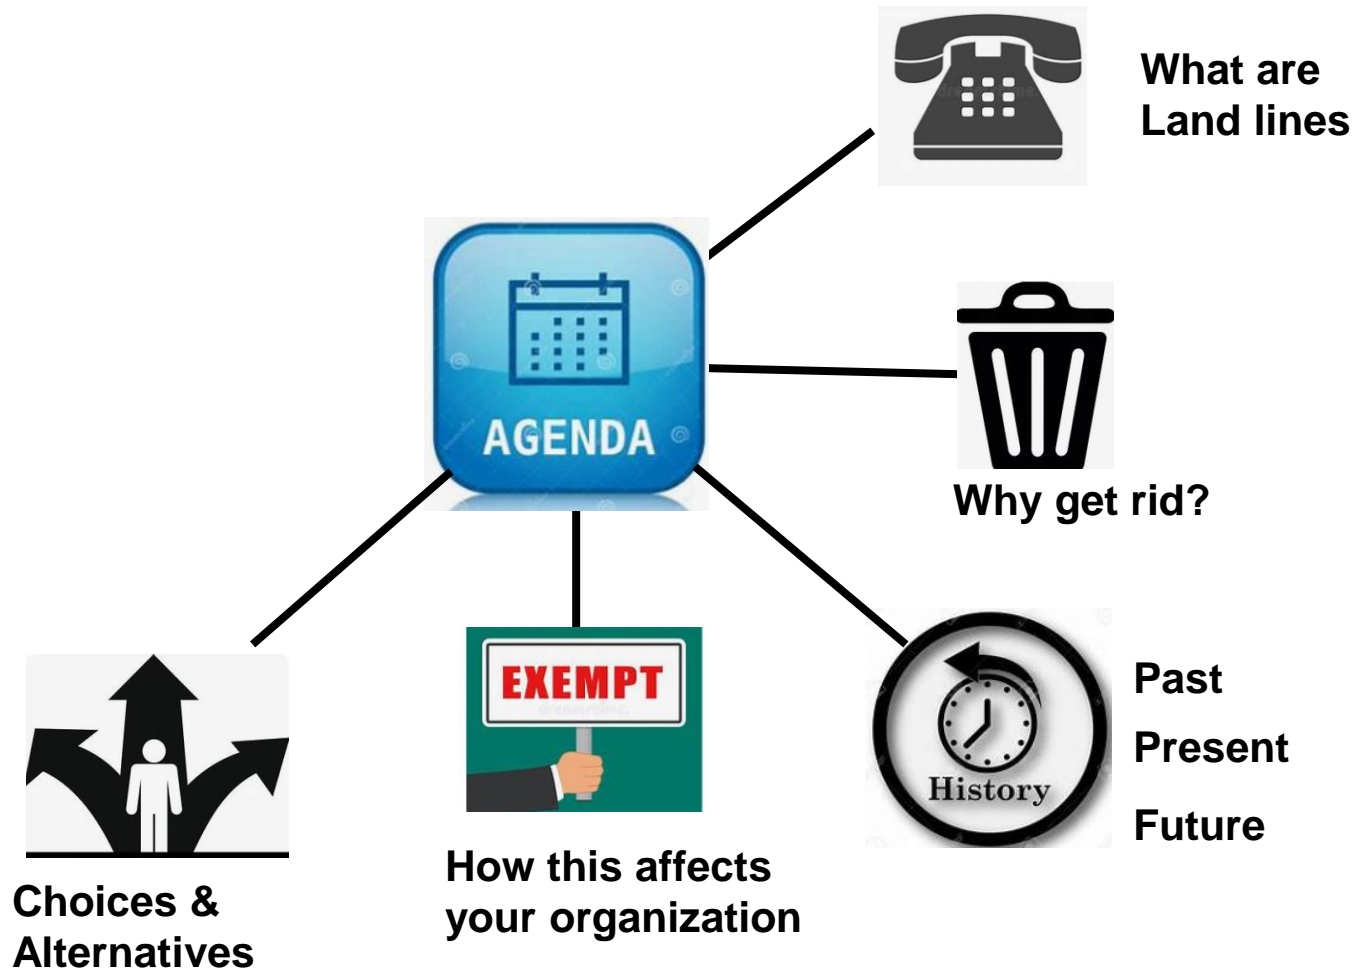 What are
Land lines
AGENDA
Why get rid?
EXEMPT
History
Past
Present
Future
How this affects
your organization
Choices &
Alternatives